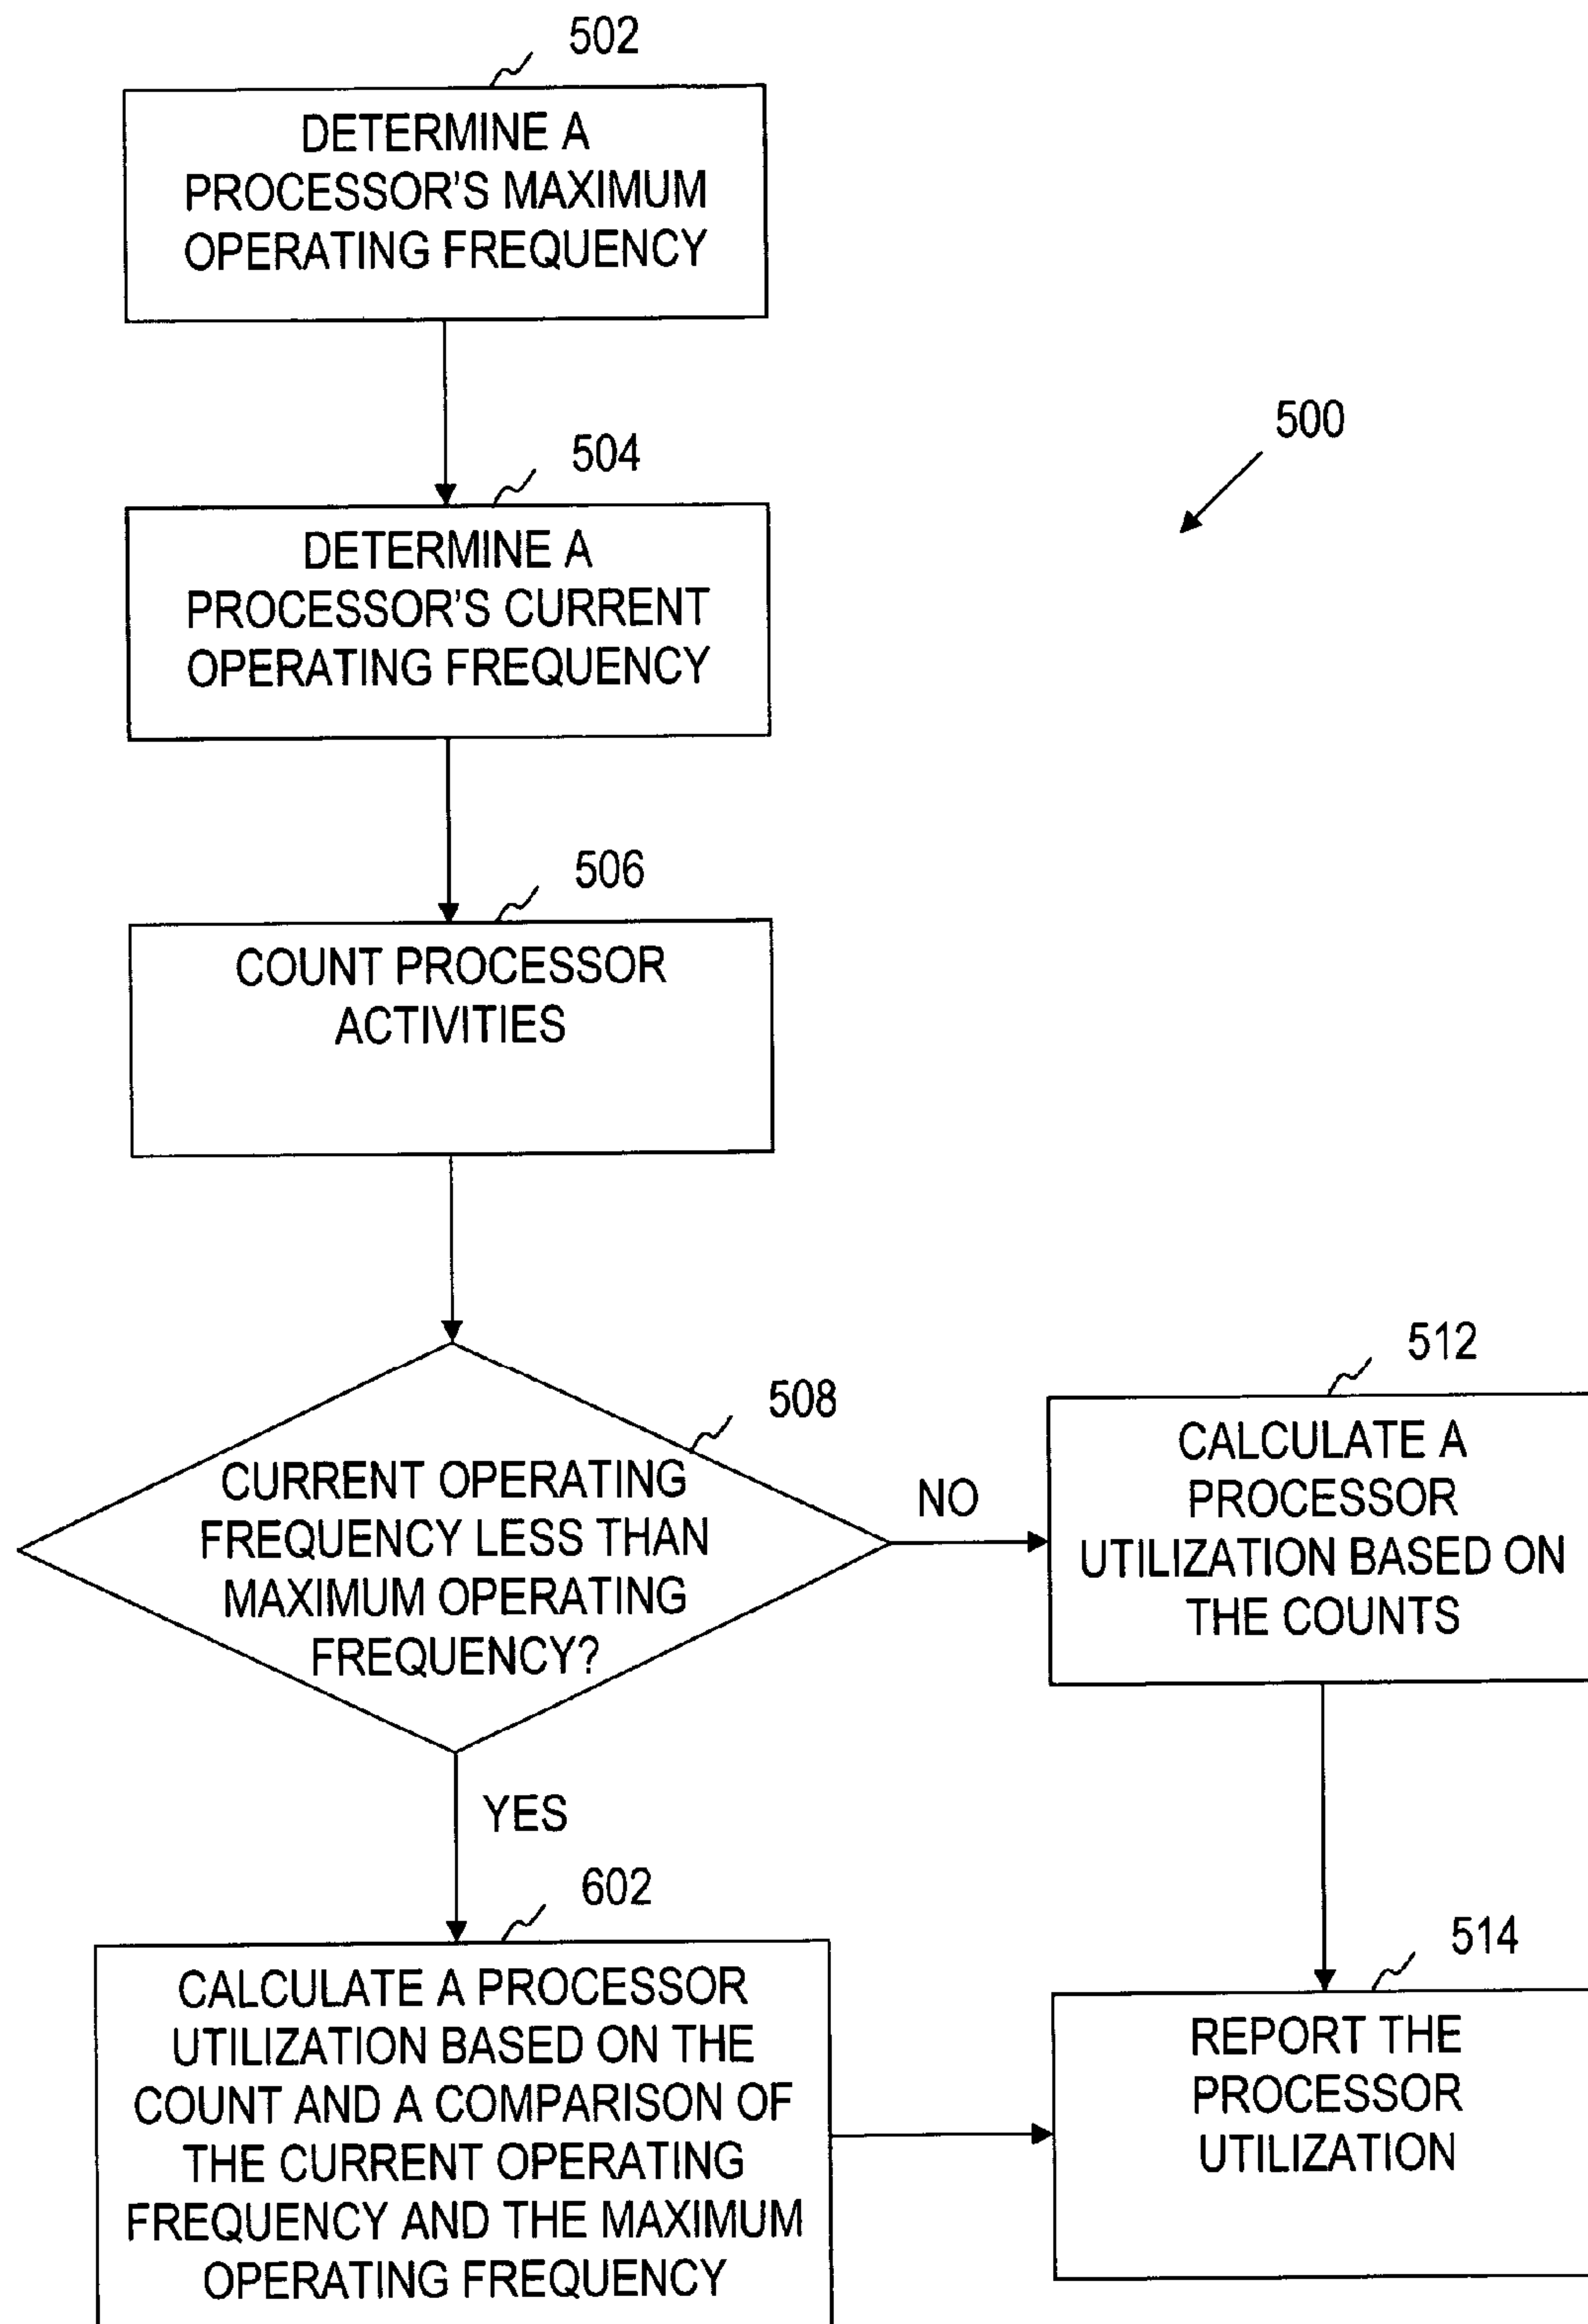 502
DETERMINE A
PROCESSOR'S MAXIMUM
OPERATING FREQUENCY
500
504
DETERMINE A
PROCESSOR'S CURRENT
OPERATING FREQUENCY
506
COUNT PROCESSOR
ACTIVITIES
508
CURRENT OPERATING
FREQUENCY LESS THAN
MAXIMUM OPERATING
FREQUENCY?
NO
512
CALCULATE A
PROCESSOR
UTILIZATION BASED ON
THE COUNTS
YES
602
CALCULATE A PROCESSOR
UTILIZATION BASED ON THE
COUNT AND A COMPARISON OF
THE CURRENT OPERATING
FREQUENCY AND THE MAXIMUM
OPERATING FREQUENCY
514
REPORT THE
PROCESSOR
UTILIZATION